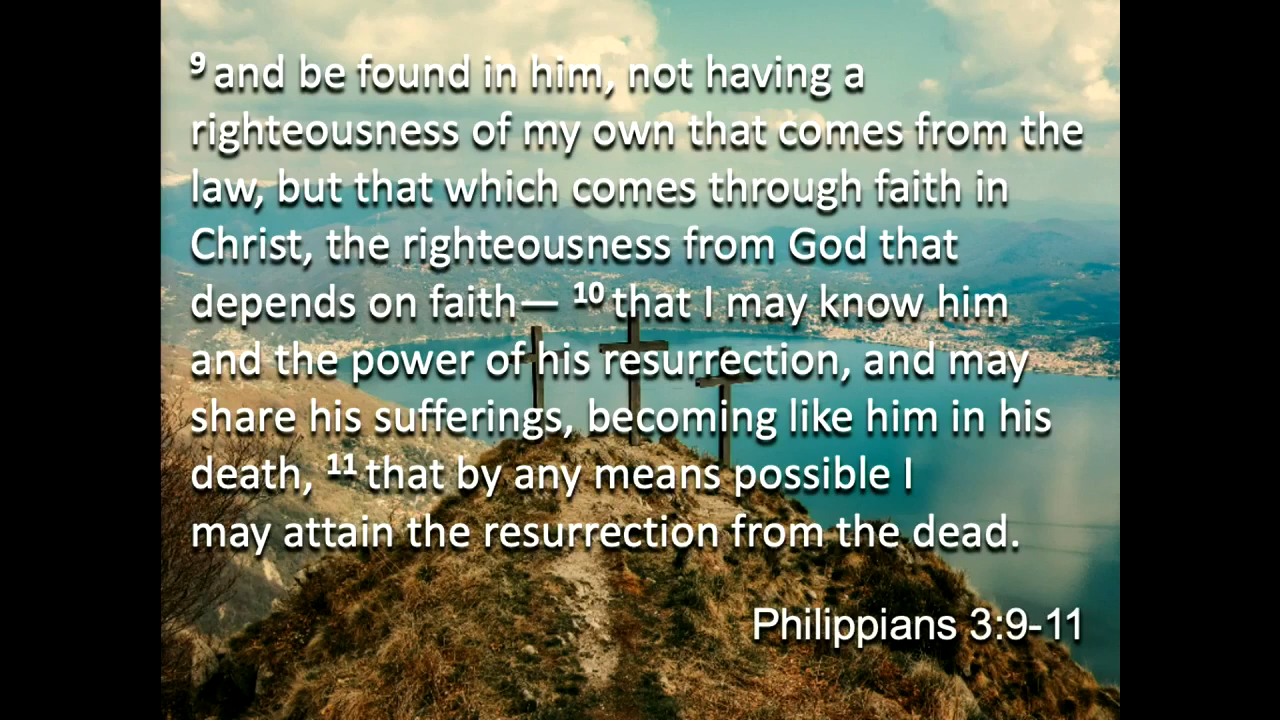 9 and be found in him, not having a
righteousness of my own that comes from the
law, but that which comes through faith in
Christ, the righteousness from God that
depends on faith— 10 that I may know him
and the power of his resurrection, and may
share his sufferings, becoming like him in his
death, 11 that by any means possible I
may attain the resurrection from the dead.
Philippians 3:9-11